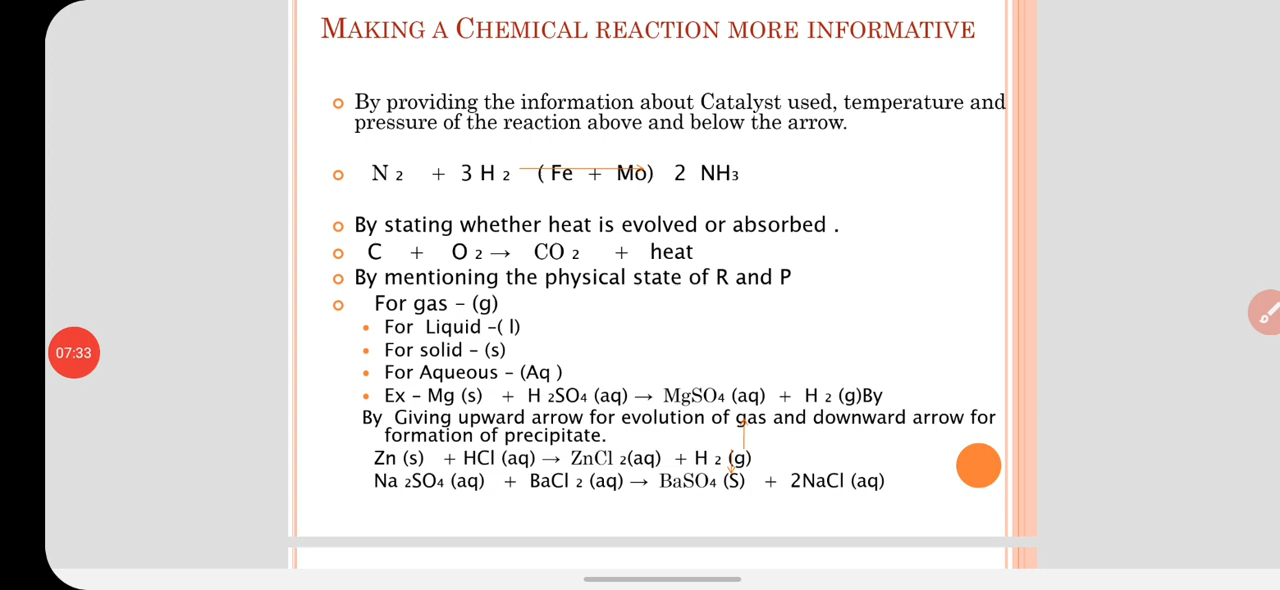 MAKING A CHEMICAL REACTION MORE INFORMATIVE
By providing the information about Catalyst used, temperature and
pressure of the reaction above and below the arrow.
N 2 + 3 H 2 ( Fe + Mo) 2 NH3
By stating whether heat is evolved or absorbed .
C + O 2 → CO 2 + heat
By mentioning the physical state of R and P
For gas – (g)
For Liquid –( l)
For solid – (s)
07:33
For Aqueous – (Aq )
Ex – Mg (s) + H 2SO4 (aq) → MgSO4 (aq) + H 2 (g)By
By Giving upward arrow for evolution of gas and downward arrow for
formation of precipitate.
Zn (s) + HCl (aq) → ZnCl 2(aq) + H 2 (g)
Na 2SO4 (aq) + BaCl 2 (aq) → BaSO4 (S) + 2NaCl (aq)